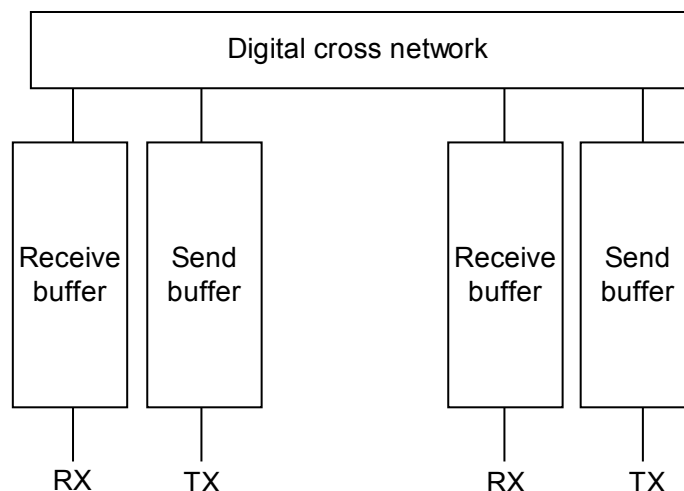 Digital cross network
Receive
buffer
Send
buffer
Receive
buffer
Send
buffer
RX
TX
RX
TX